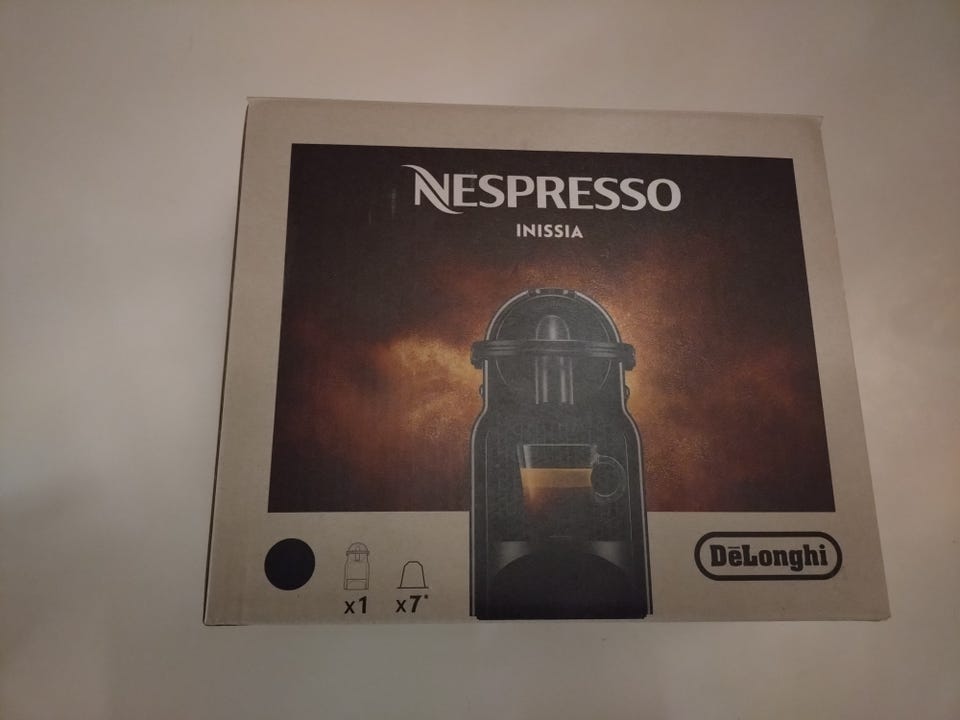 NESPRESSO
INISSIA
DēLonghi
x1 x7*